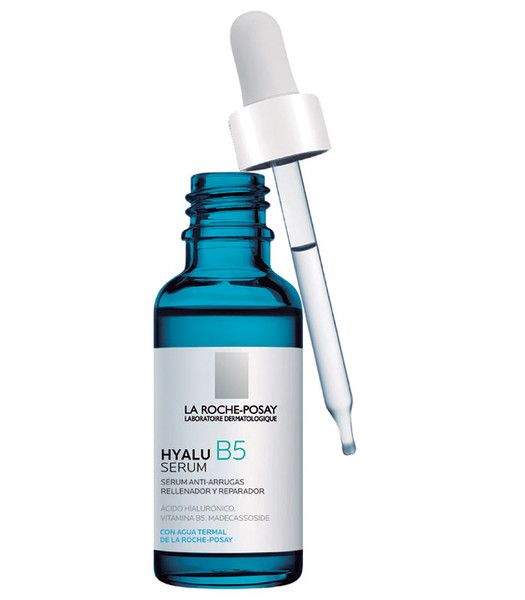 LA ROCHE-POSAY
LABORATOIRE DERMATOLOGIQUE
HYALU B5
SERUM
SÉRUM ANTI-ARRUGAS
RELLENADOR Y REPARADOR
ÁCIDO HIALURÓNICO,
VITAMINA B5, MADECASSOSIDE
CON AGUA TERMAL
DE LA ROCHE-POSAY